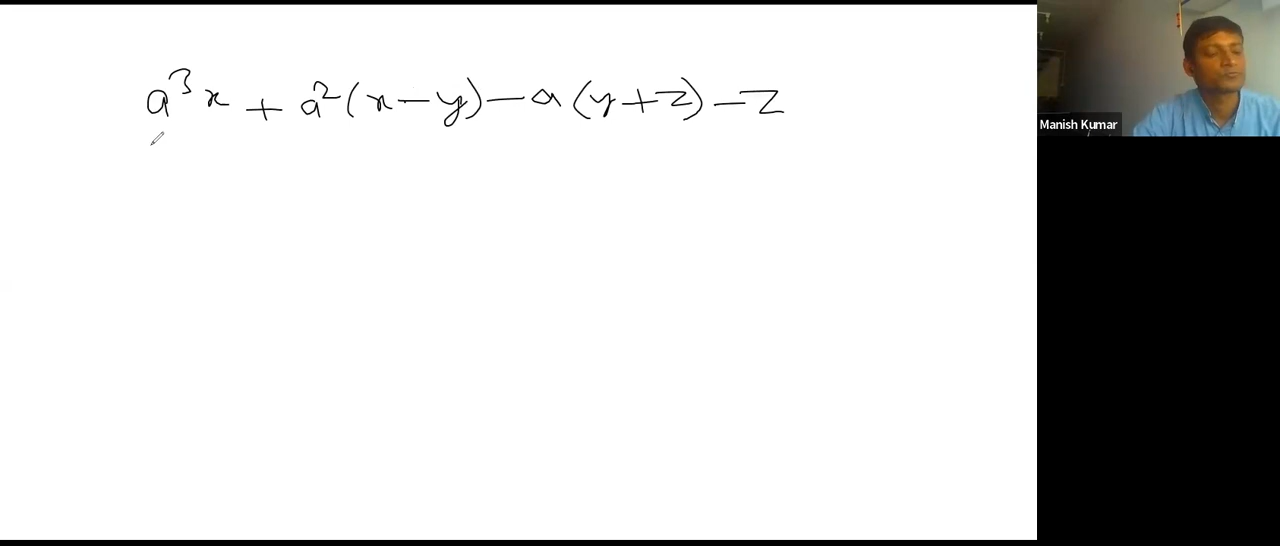 a³x + a²(x-y) - a(y+z) - z
Manish Kumar